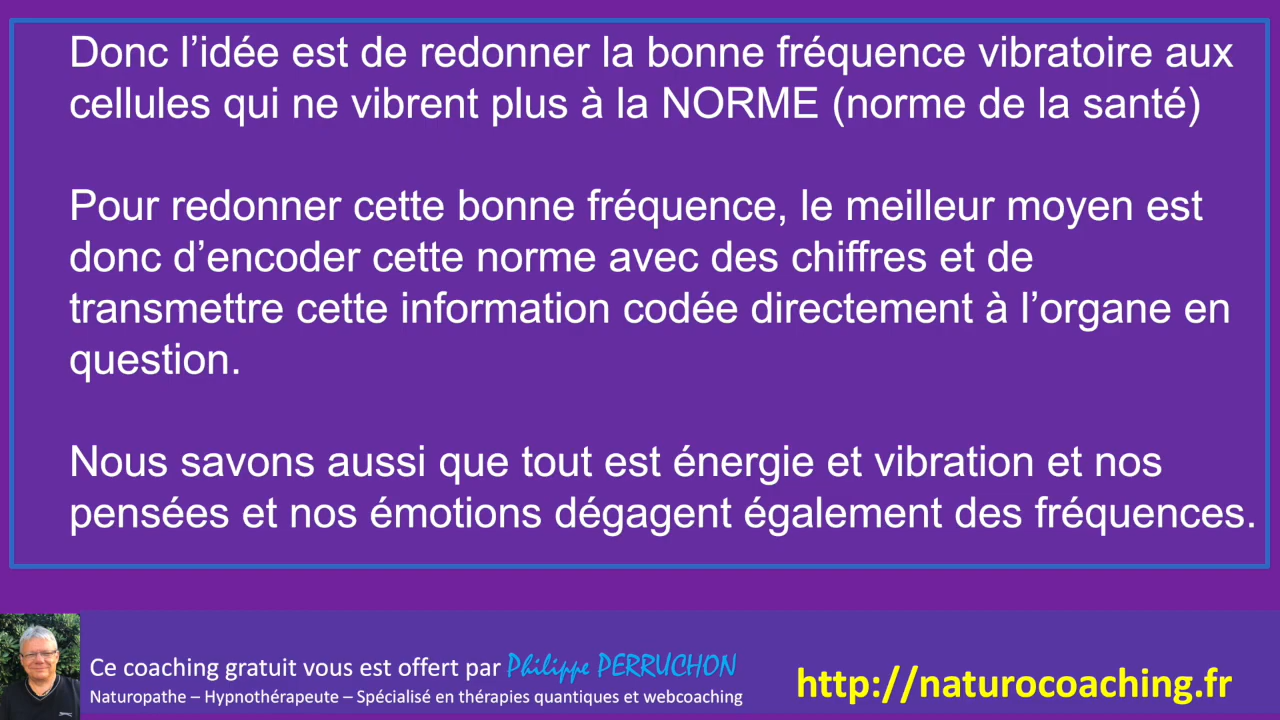 Donc l’idée est de redonner la bonne fréquence vibratoire aux
cellules qui ne vibrent plus à la NORME (norme de la santé)
Pour redonner cette bonne fréquence, le meilleur moyen est
donc d’encoder cette norme avec des chiffres et de
transmettre cette information codée directement à l’organe en
question.
Nous savons aussi que tout est énergie et vibration et nos
pensées et nos émotions dégagent également des fréquences.
Ce coaching gratuit vous est offert par Philippe PERRUCHON
Naturopathe – Hypnothérapeute – Spécialisé en thérapies quantiques et webcoaching
http://naturocoaching.fr